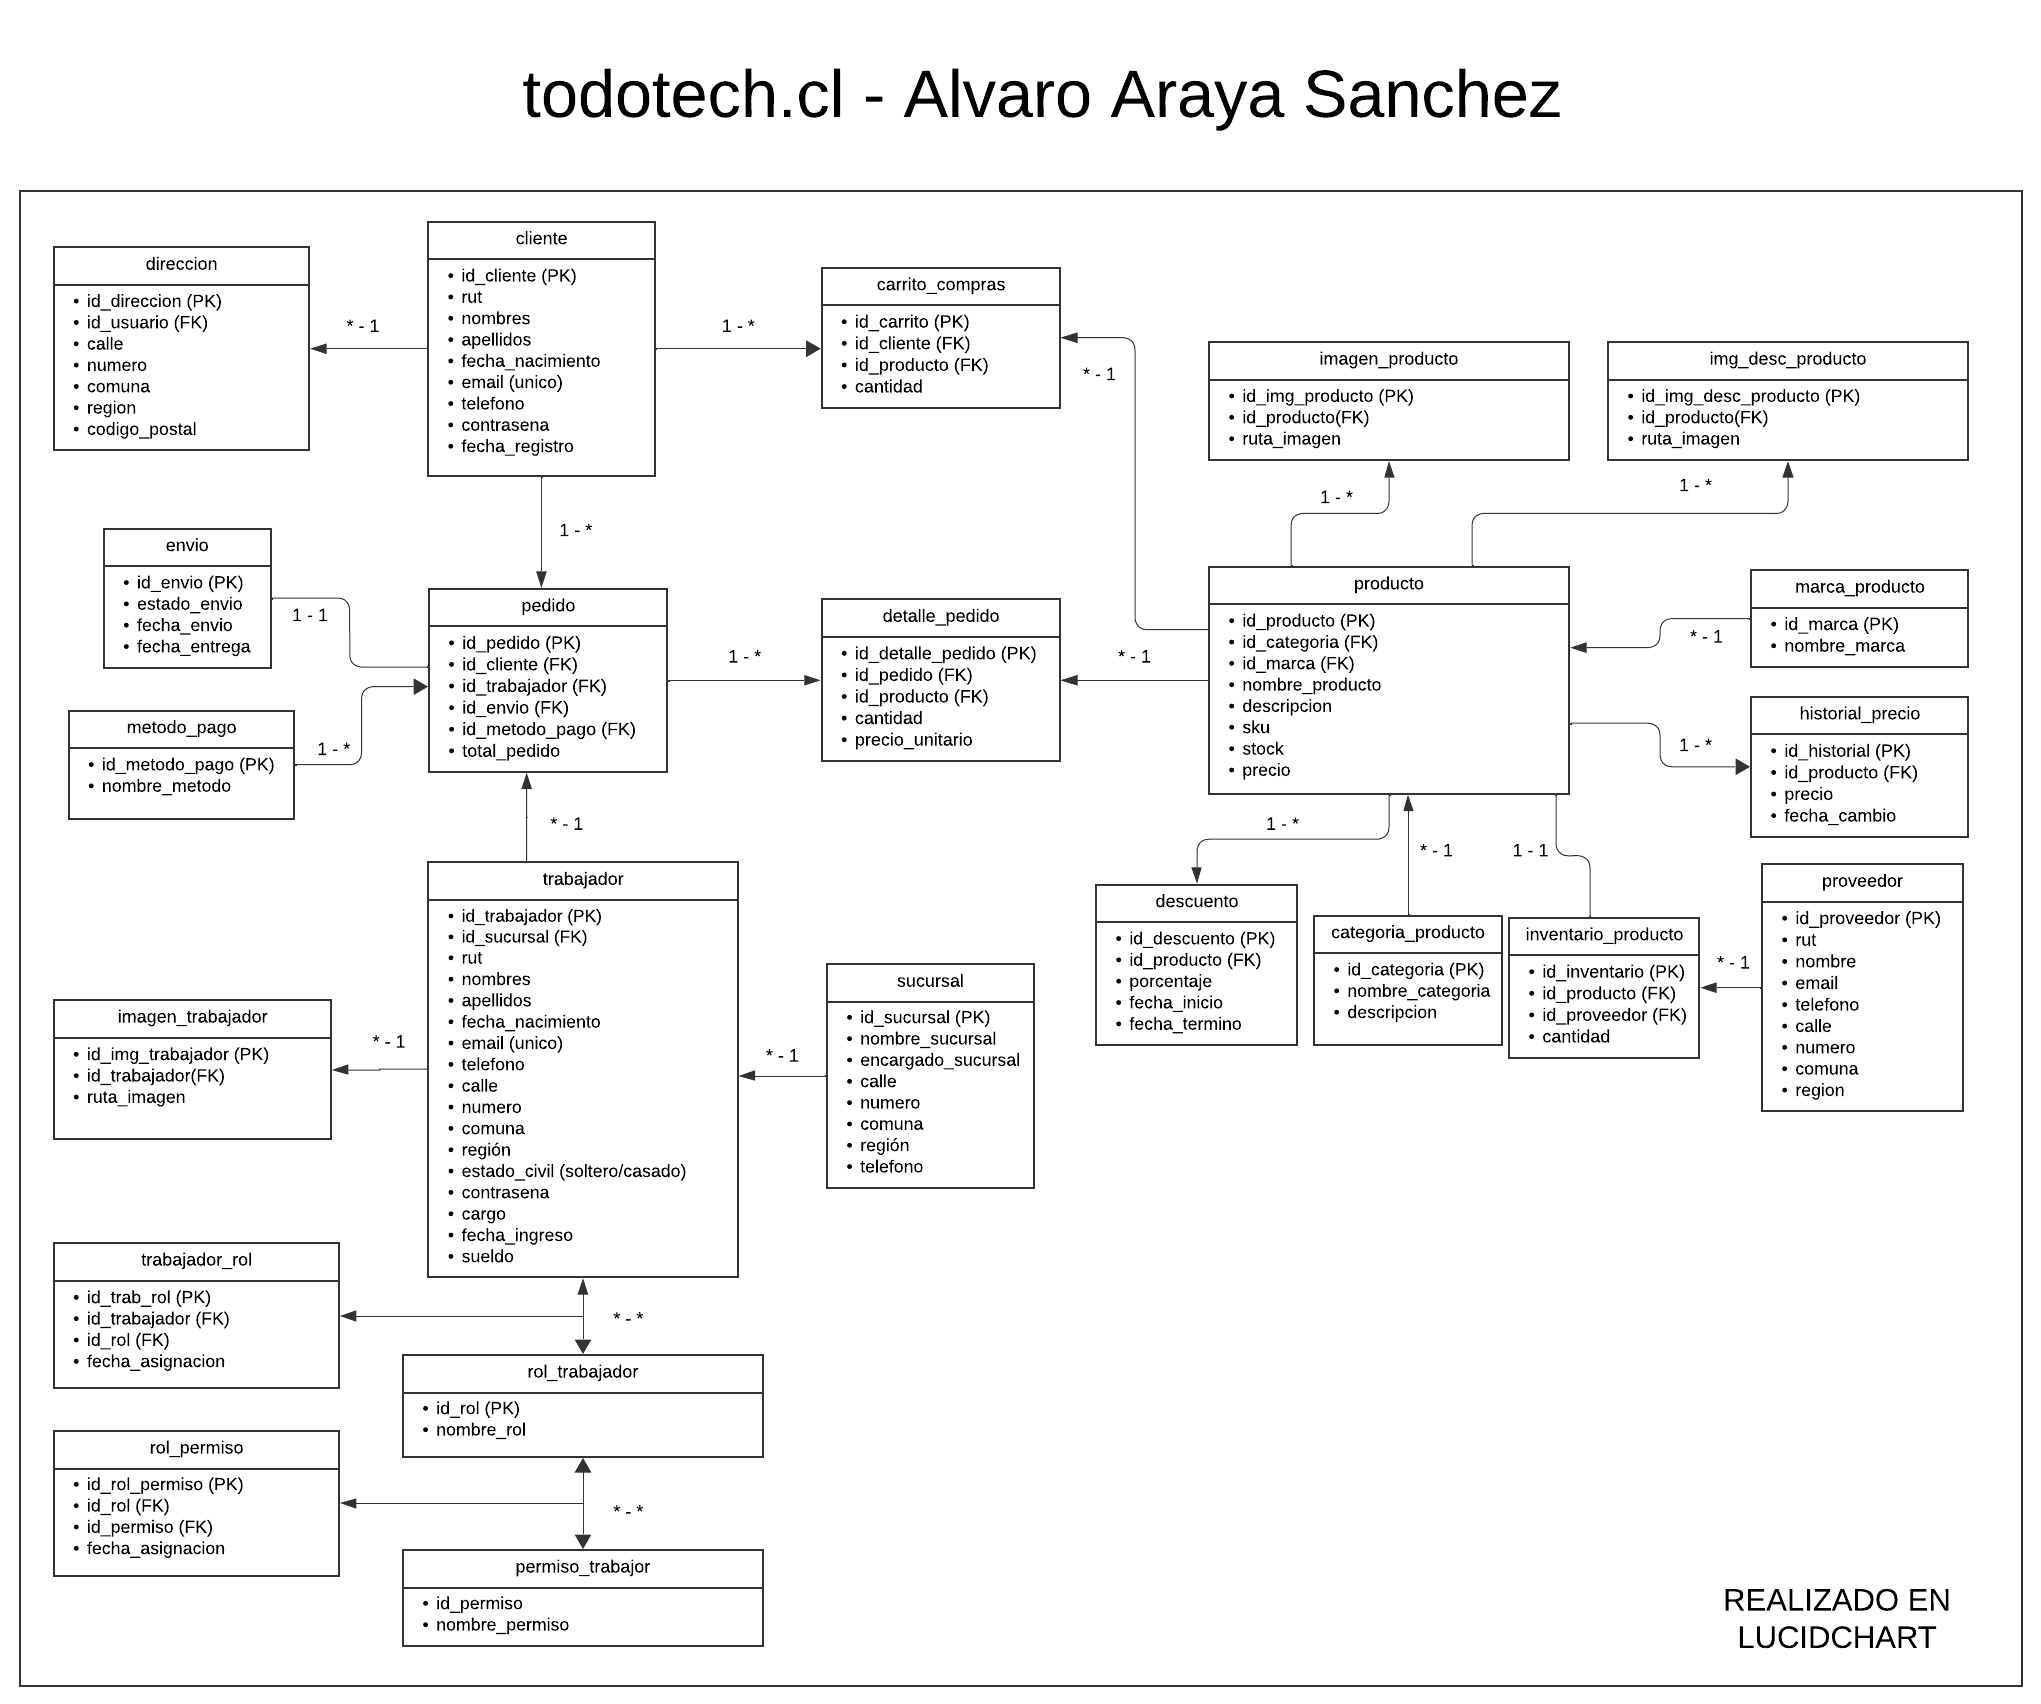 todotech.cl - Alvaro Araya Sanchez
direccion
• id_direccion (PK)
• id_usuario (FK)
• calle
• numero
• comuna
• region
• codigo_postal
* - 1
cliente
• id_cliente (PK)
• rut
• nombres
• apellidos
• fecha_nacimiento
• email (unico)
• telefono
• contrasena
• fecha_registro
1 - *
carrito_compras
• id_carrito (PK)
• id_cliente (FK)
• id_producto (FK)
• cantidad
* - 1
imagen_producto
• id_img_producto (PK)
• id_producto(FK)
• ruta_imagen
1 - *
img_desc_producto
• id_img_desc_producto (PK)
• id_producto(FK)
• ruta_imagen
1 - *
1 - *
envio
• id_envio (PK)
• estado_envio
• fecha_envio
• fecha_entrega
1 - 1
metodo_pago
• id_metodo_pago (PK)
• nombre_metodo
1 - *
pedido
• id_pedido (PK)
• id_cliente (FK)
• id_trabajador (FK)
• id_envio (FK)
• id_metodo_pago (FK)
• total_pedido
1 - *
detalle_pedido
• id_detalle_pedido (PK)
• id_pedido (FK)
• id_producto (FK)
• cantidad
• precio_unitario
* - 1
producto
• id_producto (PK)
• id_categoria (FK)
• id_marca (FK)
• nombre_producto
• descripcion
• sku
• stock
• precio
* - 1
marca_producto
• id_marca (PK)
• nombre_marca
1 - *
historial_precio
• id_historial (PK)
• id_producto (FK)
• precio
• fecha_cambio
* - 1
1 - *
* - 1
1 - 1
descuento
• id_descuento (PK)
• id_producto (FK)
• porcentaje
• fecha_inicio
• fecha_termino
categoria_producto
• id_categoria (PK)
• nombre_categoria
• descripcion
inventario_producto
• id_inventario (PK)
• id_producto (FK)
• id_proveedor (FK)
• cantidad
* - 1
proveedor
• id_proveedor (PK)
• rut
• nombre
• email
• telefono
• calle
• numero
• comuna
• region
trabajador
• id_trabajador (PK)
• id_sucursal (FK)
• rut
• nombres
• apellidos
• fecha_nacimiento
• email (unico)
• telefono
• calle
• numero
• comuna
• región
• estado_civil (soltero/casado)
• contrasena
• cargo
• fecha_ingreso
• sueldo
imagen_trabajador
• id_img_trabajador (PK)
• id_trabajador(FK)
• ruta_imagen
* - 1
* - 1
sucursal
• id_sucursal (PK)
• nombre_sucursal
• encargado_sucursal
• calle
• numero
• comuna
• región
• telefono
trabajador_rol
• id_trab_rol (PK)
• id_trabajador (FK)
• id_rol (FK)
• fecha_asignacion
* - *
rol_trabajador
• id_rol (PK)
• nombre_rol
rol_permiso
• id_rol_permiso (PK)
• id_rol (FK)
• id_permiso (FK)
• fecha_asignacion
* - *
permiso_trabajor
• id_permiso
• nombre_permiso
REALIZADO EN
LUCIDCHART